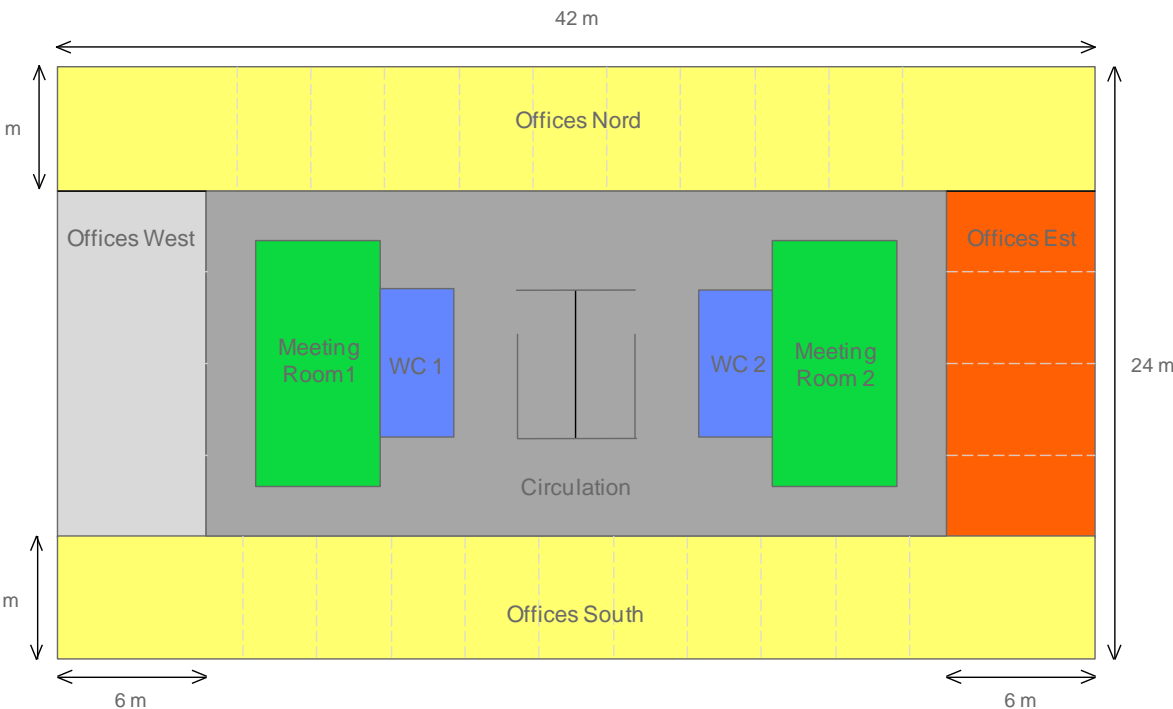 42 m
m
Offices Nord
Offices West
Offices Est
Meeting
Room1
WC 1
WC 2
Meeting
Room 2
24 m
Circulation
m
Offices South
6 m
6 m